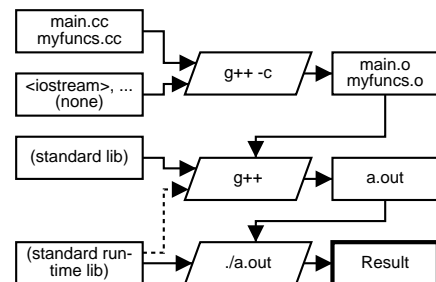 main.cc
myfuncs.cc
g++ -c
main.o
myfuncs.o
<iostream>, ...
(none)
(standard lib)
g++
a.out
(standard run-
time lib)
./a.out
Result